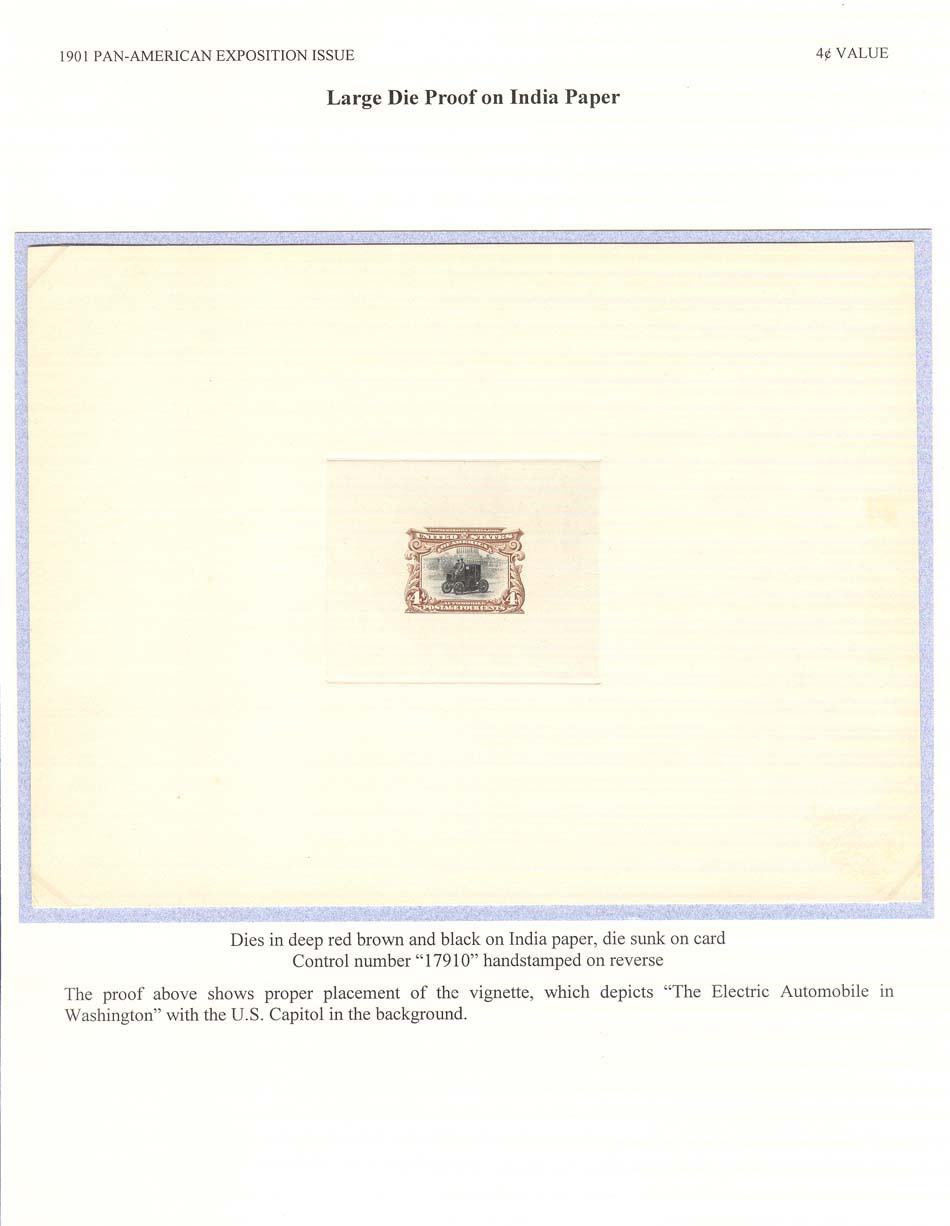 1901 PAN-AMERICAN EXPOSITION ISSUE
4¢ VALUE
Large Die Proof on India Paper
UNITED STATES
OF AMERICA
4 4
AUTOMOBILE
POSTAGE FOUR CENTS
Dies in deep red brown and black on India paper, die sunk on card
Control number “17910” handstamped on reverse
The proof above shows proper placement of the vignette, which depicts “The Electric Automobile in
Washington” with the U.S. Capitol in the background.